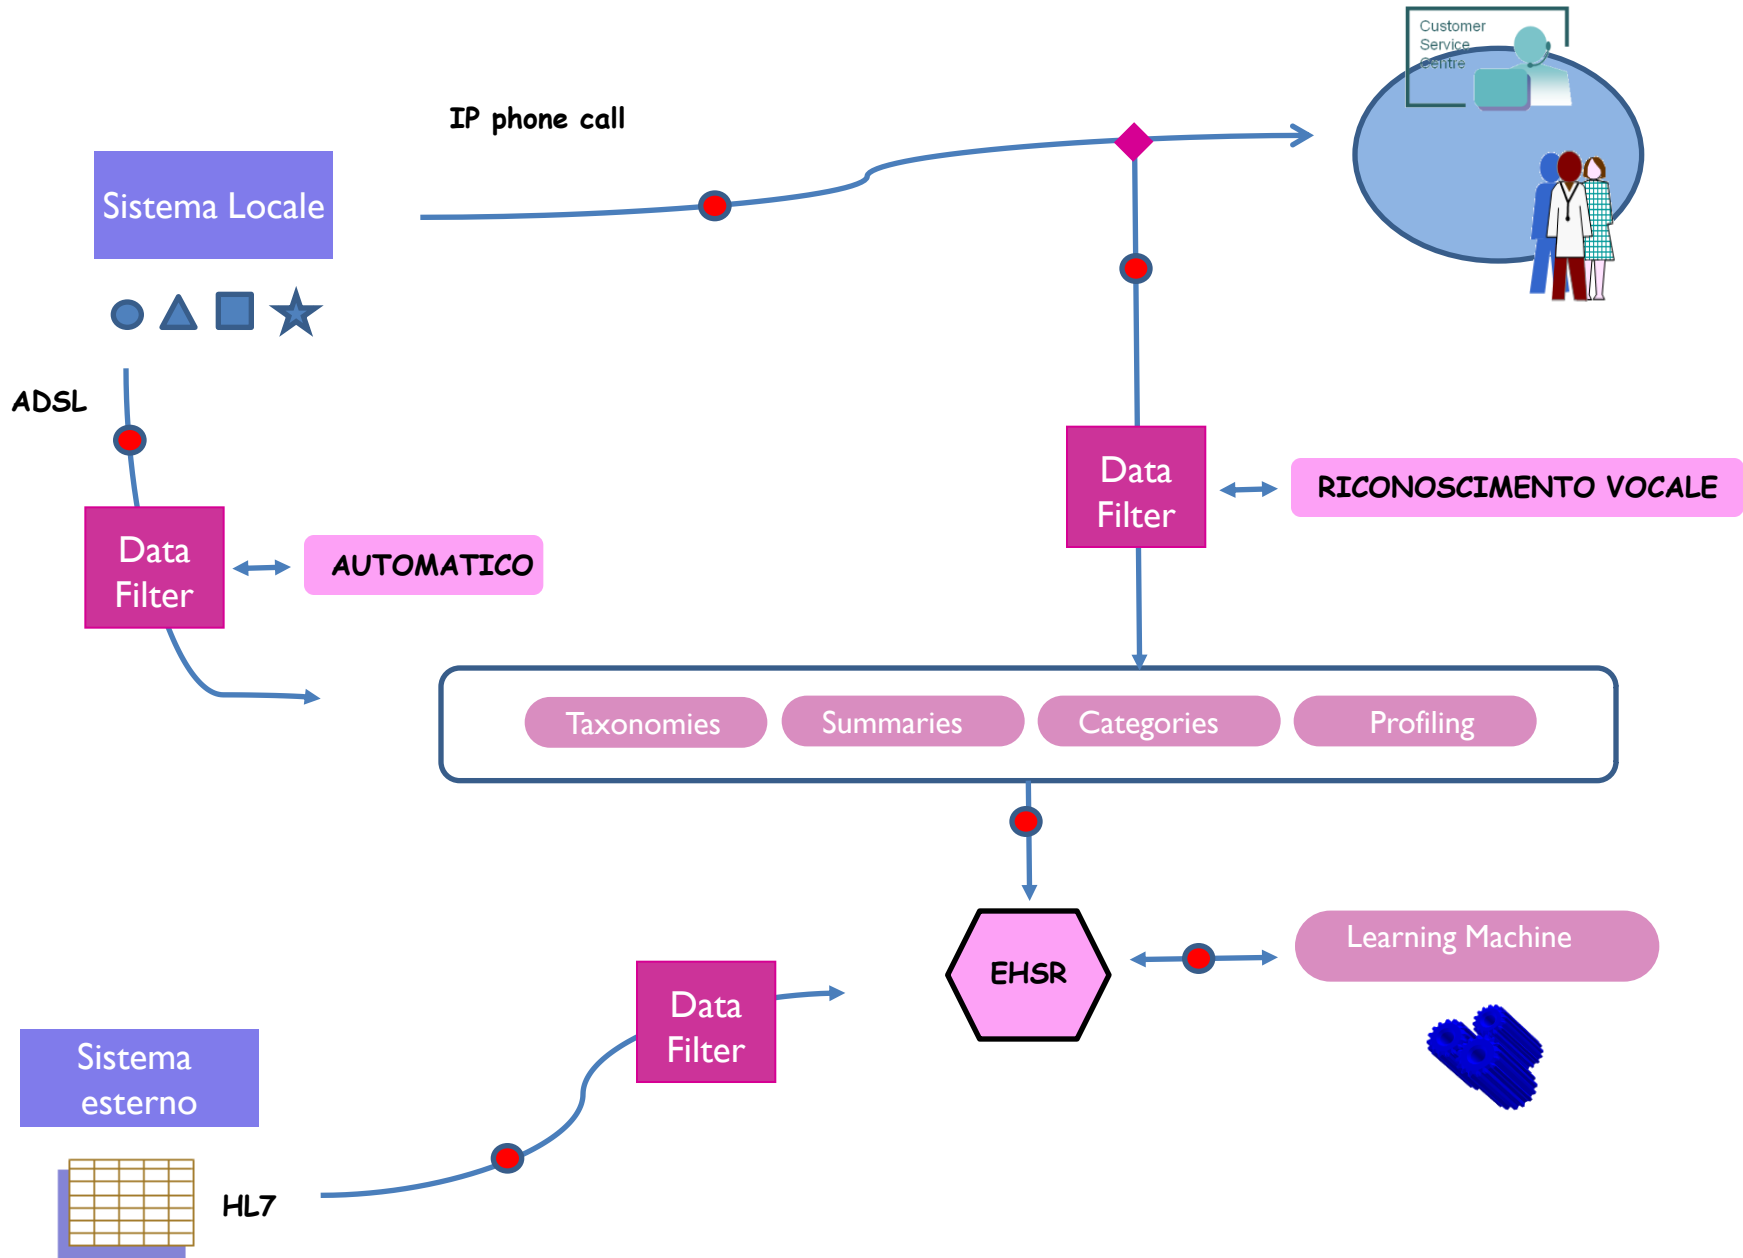 Customer
Service
Centre
IP phone call
Sistema Locale
ADSL
Data
Filter
RICONOSCIMENTO VOCALE
Data
Filter
AUTOMATICO
Taxonomies
Summaries
Categories
Profiling
Learning Machine
EHSR
Data
Filter
Sistema
esterno
HL7